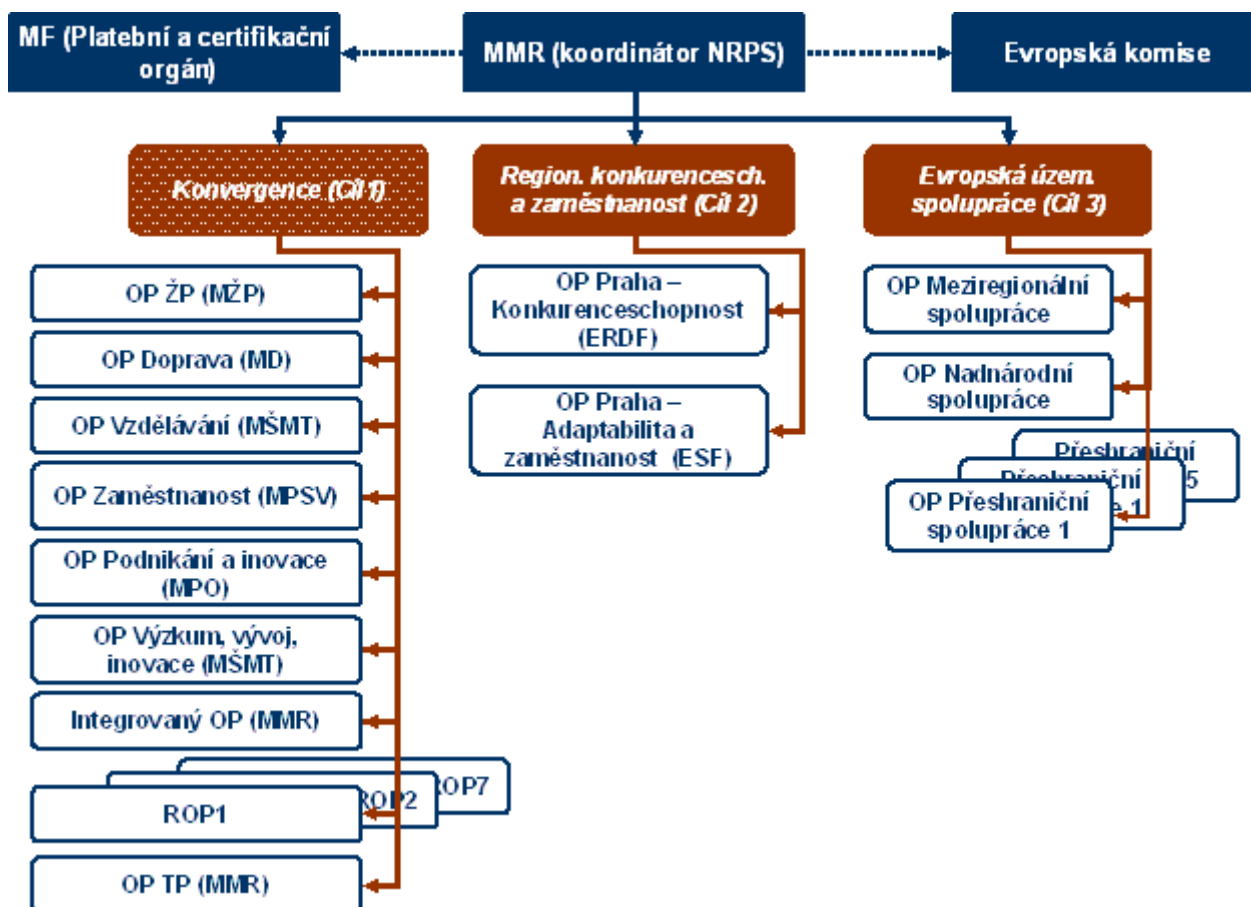 MF (Platební a certifikační
orgán)
MMR (koordinátor NRPS)
Evropská komise
Konvergence (Cíl 1)
Region. konkurencesch.
a zaměstnanost (Cíl 2)
Evropská územ.
spolupráce (Cíl 3)
OP ŽP (MŽP)
OP Doprava (MD)
OP Vzdělávání (MŠMT)
OP Zaměstnanost (MPSV)
OP Podnikání a inovace
(MPO)
OP Výzkum, vývoj,
inovace (MŠMT)
Integrovaný OP (MMR)
ROP7
ROP2
ROP1
OP TP (MMR)
OP Praha –
Konkurenceschopnost
(ERDF)
OP Praha –
Adaptabilita a
zaměstnanost (ESF)
OP Meziregionální
spolupráce
OP Nadnárodní
spolupráce
Přeshraniční
5
Přeshraniční
1
OP Přeshraniční
spolupráce 1